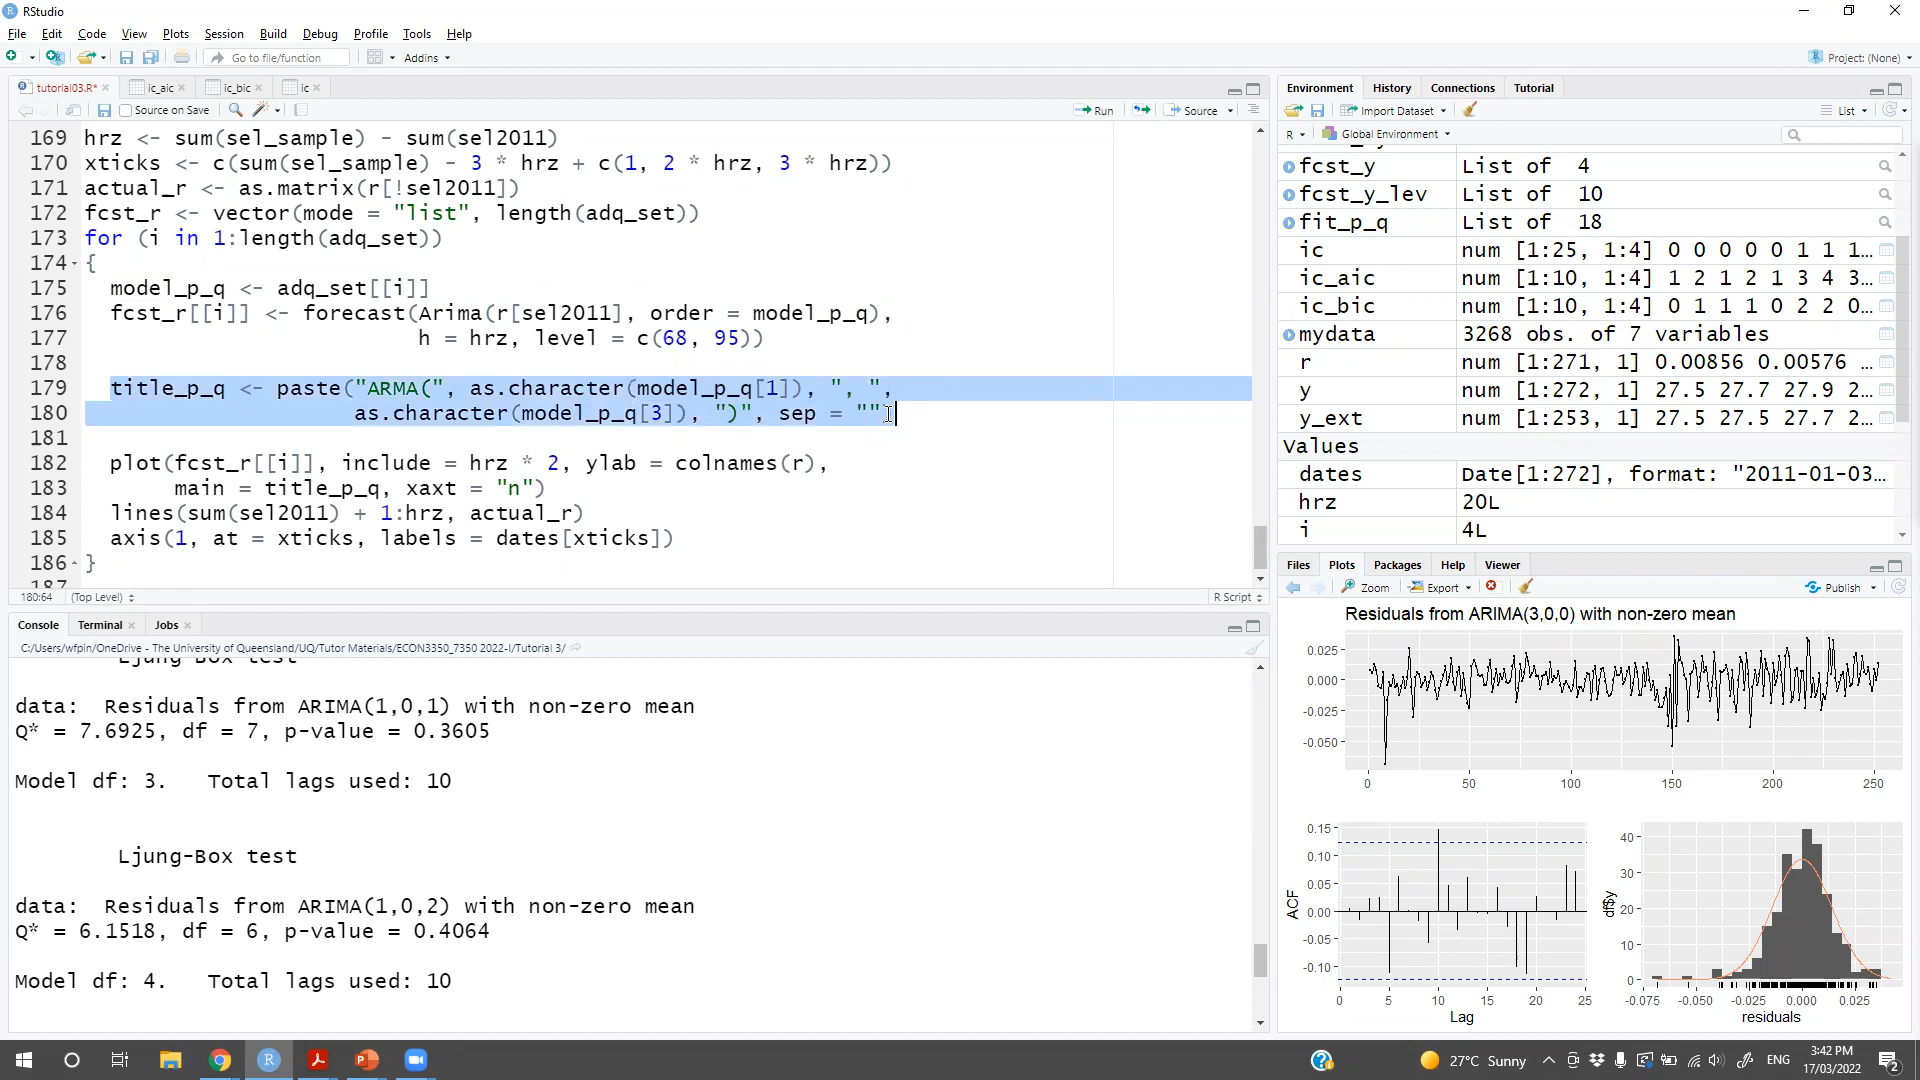 RStudio
File Edit Code View Plots Session Build Debug Profile Tools Help
Go to file/function Addins Project: (None)
tutorial03.R* ic_aic ic_bic ic
Source on Save Run Source
169 hrz <- sum(sel_sample) - sum(sel2011)
170 xticks <- c(sum(sel_sample) - 3 * hrz + c(1, 2 * hrz, 3 * hrz))
171 actual_r <- as.matrix(r[!sel2011])
172 fcst_r <- vector(mode = "list", length(adq_set))
173 for (i in 1:length(adq_set))
174 {
175 model_p_q <- adq_set[[i]]
176 fcst_r[[i]] <- forecast(Arima(r[sel2011], order = model_p_q),
177 h = hrz, level = c(68, 95))
178
179 title_p_q <- paste("ARMA(", as.character(model_p_q[1]), ", ",
180 as.character(model_p_q[3]), ")", sep = "")
181
182 plot(fcst_r[[i]], include = hrz * 2, ylab = colnames(r),
183 main = title_p_q, xaxt = "n")
184 lines(sum(sel2011) + 1:hrz, actual_r)
185 axis(1, at = xticks, labels = dates[xticks])
186 }
187
180:64 (Top Level) R Script
Console Terminal Jobs
C:/Users/wfpin/OneDrive - The University of Queensland/UQ/Tutor Materials/ECON3350_7350 2022-I/Tutorial 3/
Ljung-Box test
data: Residuals from ARIMA(1,0,1) with non-zero mean
Q* = 7.6925, df = 7, p-value = 0.3605
Model df: 3. Total lags used: 10
Ljung-Box test
data: Residuals from ARIMA(1,0,2) with non-zero mean
Q* = 6.1518, df = 6, p-value = 0.4064
Model df: 4. Total lags used: 10
Environment History Connections Tutorial
Import Dataset List
R Global Environment
fcst_y List of 4
fcst_y_lev List of 10
fit_p_q List of 18
ic num [1:25, 1:4] 0 0 0 0 0 1 1 1...
ic_aic num [1:10, 1:4] 1 2 1 2 1 3 4 3...
ic_bic num [1:10, 1:4] 0 1 1 1 0 2 2 0...
mydata 3268 obs. of 7 variables
r num [1:271, 1] 0.00856 0.00576 ...
y num [1:272, 1] 27.5 27.7 27.9 2...
y_ext num [1:253, 1] 27.5 27.5 27.7 2...
Values
dates Date[1:272], format: "2011-01-03...
hrz 20L
i 4L
Files Plots Packages Help Viewer
Zoom Export Publish
Residuals from ARIMA(3,0,0) with non-zero mean
0.025
0.000
-0.025
-0.050
0 50 100 150 200 250
0.15
0.10
0.05
0.00
-0.05
-0.10
ACF
0 5 10 15 20 25
Lag
40
30
20
10
0
df$y
-0.075 -0.050 -0.025 0.000 0.025
residuals
27°C Sunny ENG 3:42 PM
17/03/2022 2